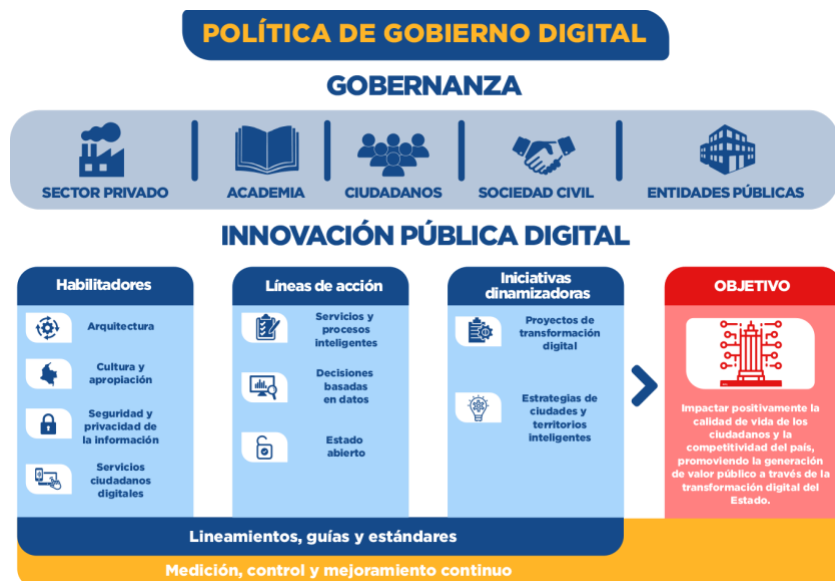 POLÍTICA DE GOBIERNO DIGITAL
GOBERNANZA
SECTOR PRIVADO
ACADEMIA
CIUDADANOS
SOCIEDAD CIVIL
ENTIDADES PÚBLICAS
INNOVACIÓN PÚBLICA DIGITAL
Habilitadores
Arquitectura
Cultura y
apropiación
Seguridad y
privacidad de
la información
Servicios
ciudadanos
digitales
Líneas de acción
Servicios y
procesos
inteligentes
Decisiones
basadas
en datos
Estado
abierto
Iniciativas
dinamizadoras
Proyectos de
transformación
digital
Estrategias de
ciudades y
territorios
inteligentes
OBJETIVO
Impactar positivamente la
calidad de vida de los
ciudadanos y la
competitividad del país,
promoviendo la generación
de valor público a través de la
transformación digital del
Estado.
Lineamientos, guías y estándares
Medición, control y mejoramiento continuo